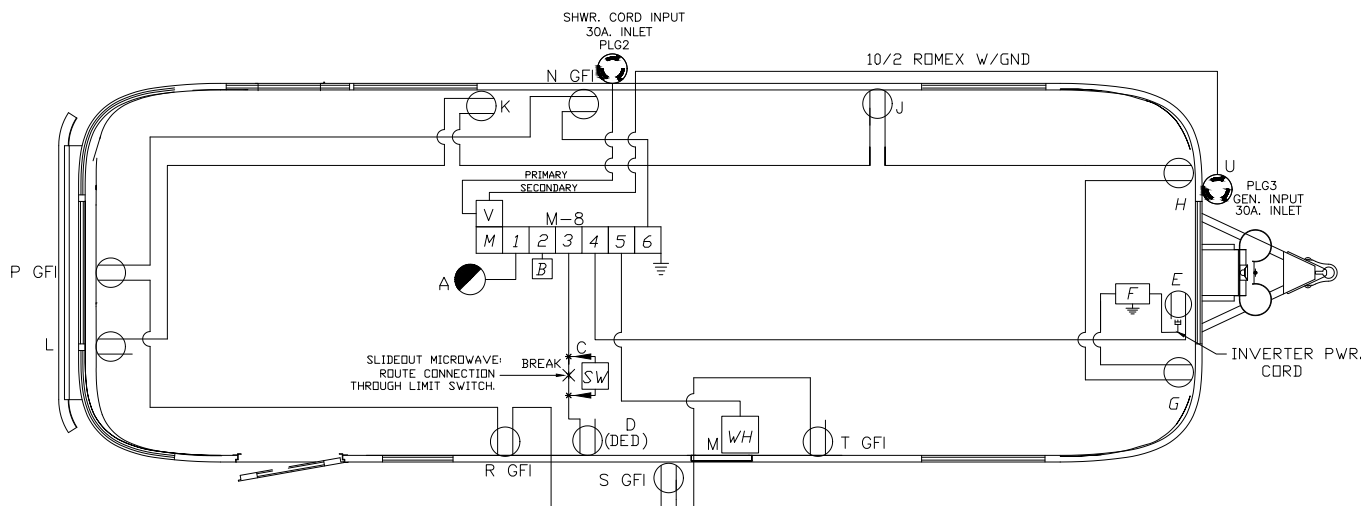 SHWR. CORD INPUT
30A. INLET
PLG2
10/2 ROMEX W/GND
N GFI
K
J
U
PRIMARY
SECONDARY
PLG3
GEN. INPUT
30A. INLET
H
V
M-8
M 1 2 3 4 5 6
B
P GFI
A
E
F
L
C
SLIDEOUT MICROWAVE:
ROUTE CONNECTION
THROUGH LIMIT SWITCH.
BREAK
SW
INVERTER PWR.
CORD
G
D
(DED)
M
WH
T GFI
R GFI
S GFI